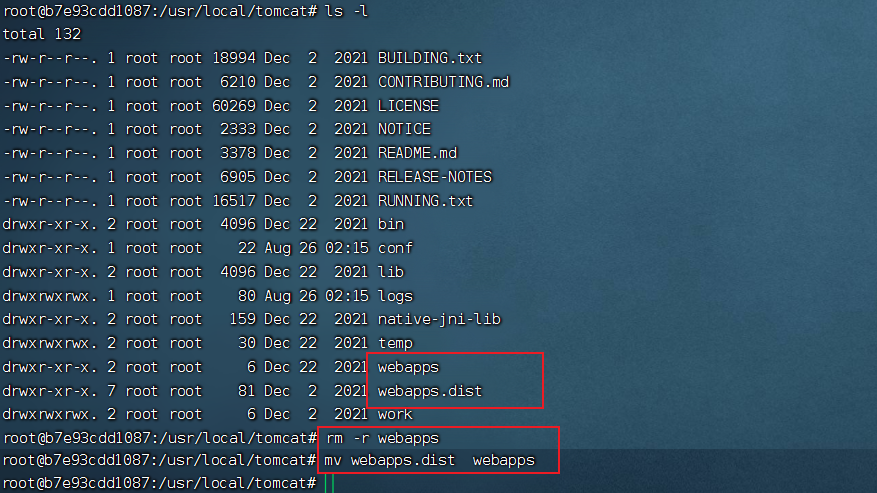 root@b7e93cdd1087:/usr/local/tomcat# ls -l
total 132
-rw-r--r--. 1 root root 18994 Dec  2  2021 BUILDING.txt
-rw-r--r--. 1 root root  6210 Dec  2  2021 CONTRIBUTING.md
-rw-r--r--. 1 root root 60269 Dec  2  2021 LICENSE
-rw-r--r--. 1 root root  2333 Dec  2  2021 NOTICE
-rw-r--r--. 1 root root  3378 Dec  2  2021 README.md
-rw-r--r--. 1 root root  6905 Dec  2  2021 RELEASE-NOTES
-rw-r--r--. 1 root root 16517 Dec  2  2021 RUNNING.txt
drwxr-xr-x. 2 root root  4096 Dec 22  2021 bin
drwxr-xr-x. 1 root root    22 Aug 26 02:15 conf
drwxr-xr-x. 2 root root  4096 Dec 22  2021 lib
drwxrwxrwx. 1 root root    80 Aug 26 02:15 logs
drwxr-xr-x. 2 root root   159 Dec 22  2021 native-jni-lib
drwxrwxrwx. 2 root root    30 Dec 22  2021 temp
drwxr-xr-x. 2 root root     6 Dec 22  2021 webapps
drwxr-xr-x. 7 root root    81 Dec  2  2021 webapps.dist
drwxrwxrwx. 2 root root     6 Dec  2  2021 work
root@b7e93cdd1087:/usr/local/tomcat# rm -r webapps
root@b7e93cdd1087:/usr/local/tomcat# mv webapps.dist  webapps
root@b7e93cdd1087:/usr/local/tomcat#